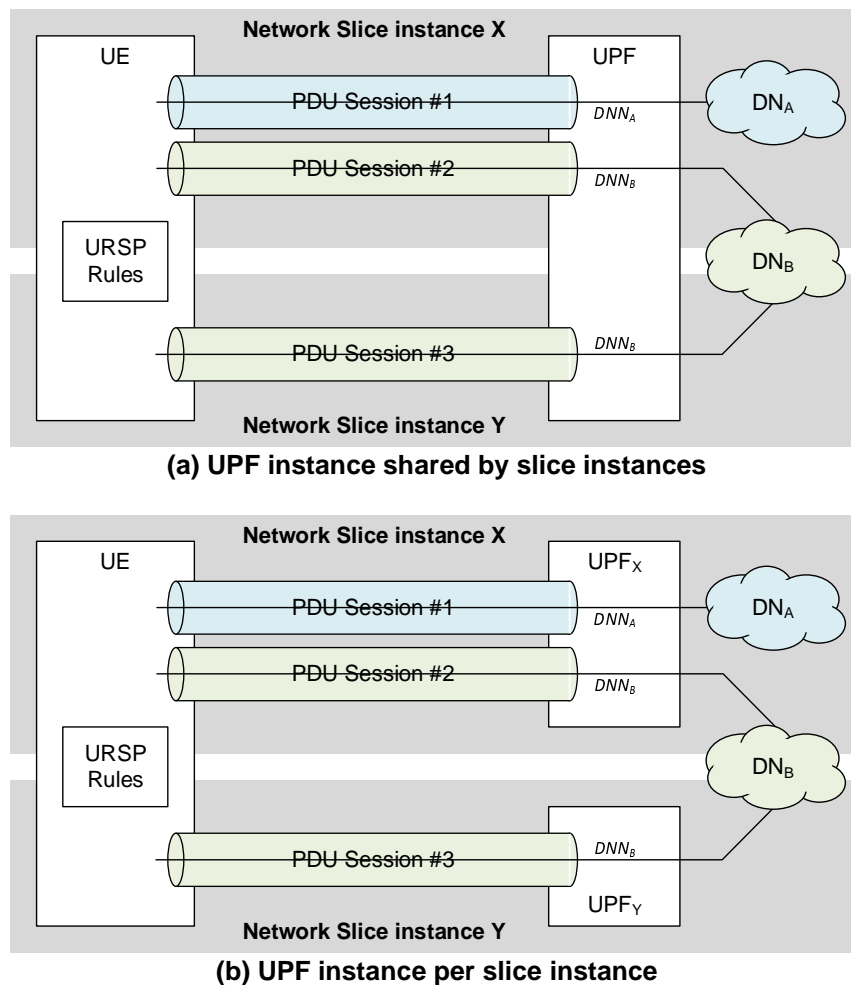 Network Slice instance X
UE
UPF
PDU Session #1
DNN_A
DN_A
PDU Session #2
DNN_B
URSP
Rules
DN_B
PDU Session #3
DNN_B
Network Slice instance Y
(a) UPF instance shared by slice instances
Network Slice instance X
UE
UPF_X
PDU Session #1
DNN_A
DN_A
PDU Session #2
DNN_B
URSP
Rules
DN_B
PDU Session #3
DNN_B
UPF_Y
Network Slice instance Y
(b) UPF instance per slice instance